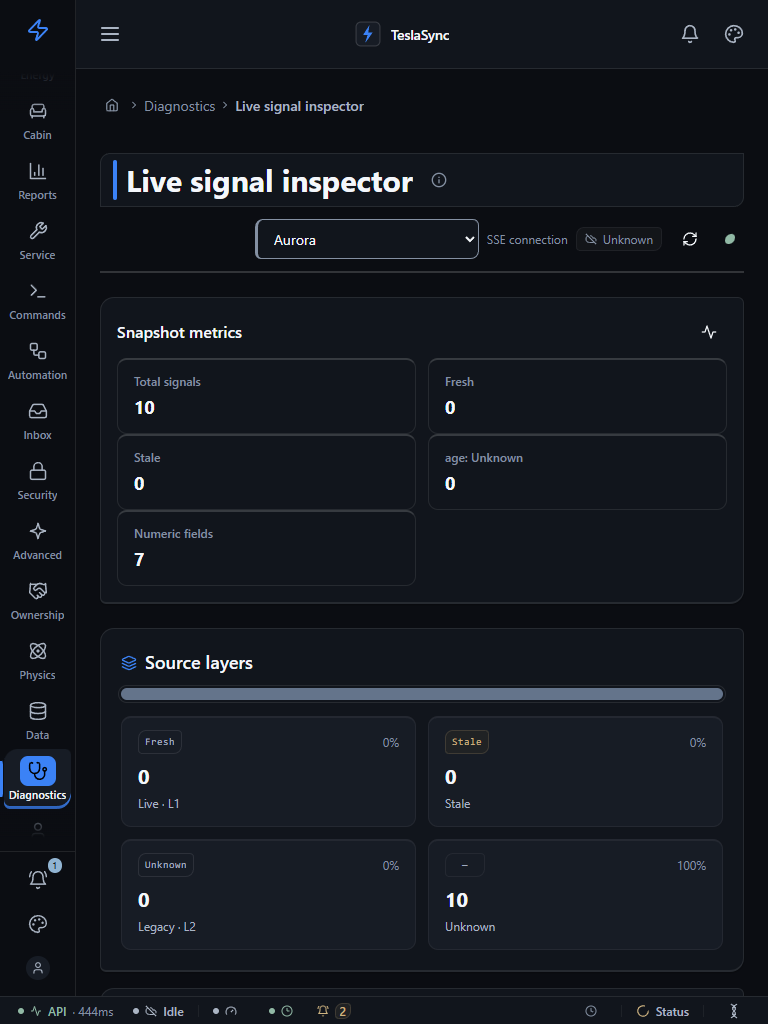 TeslaSync
Diagnostics
Live signal inspector
Energy
Cabin
Reports
Service
Commands
Automation
Inbox
Security
Advanced
Ownership
Physics
Data
Diagnostics
1
Live signal inspector
Aurora
SSE connection
Unknown
Snapshot metrics
Total signals
10
Fresh
0
Stale
0
age: Unknown
0
Numeric fields
7
Source layers
Fresh
0%
0
Live · L1
Stale
0%
0
Stale
Unknown
0%
0
Legacy · L2
–
100%
10
Unknown
API · 444ms
Idle
2
Status